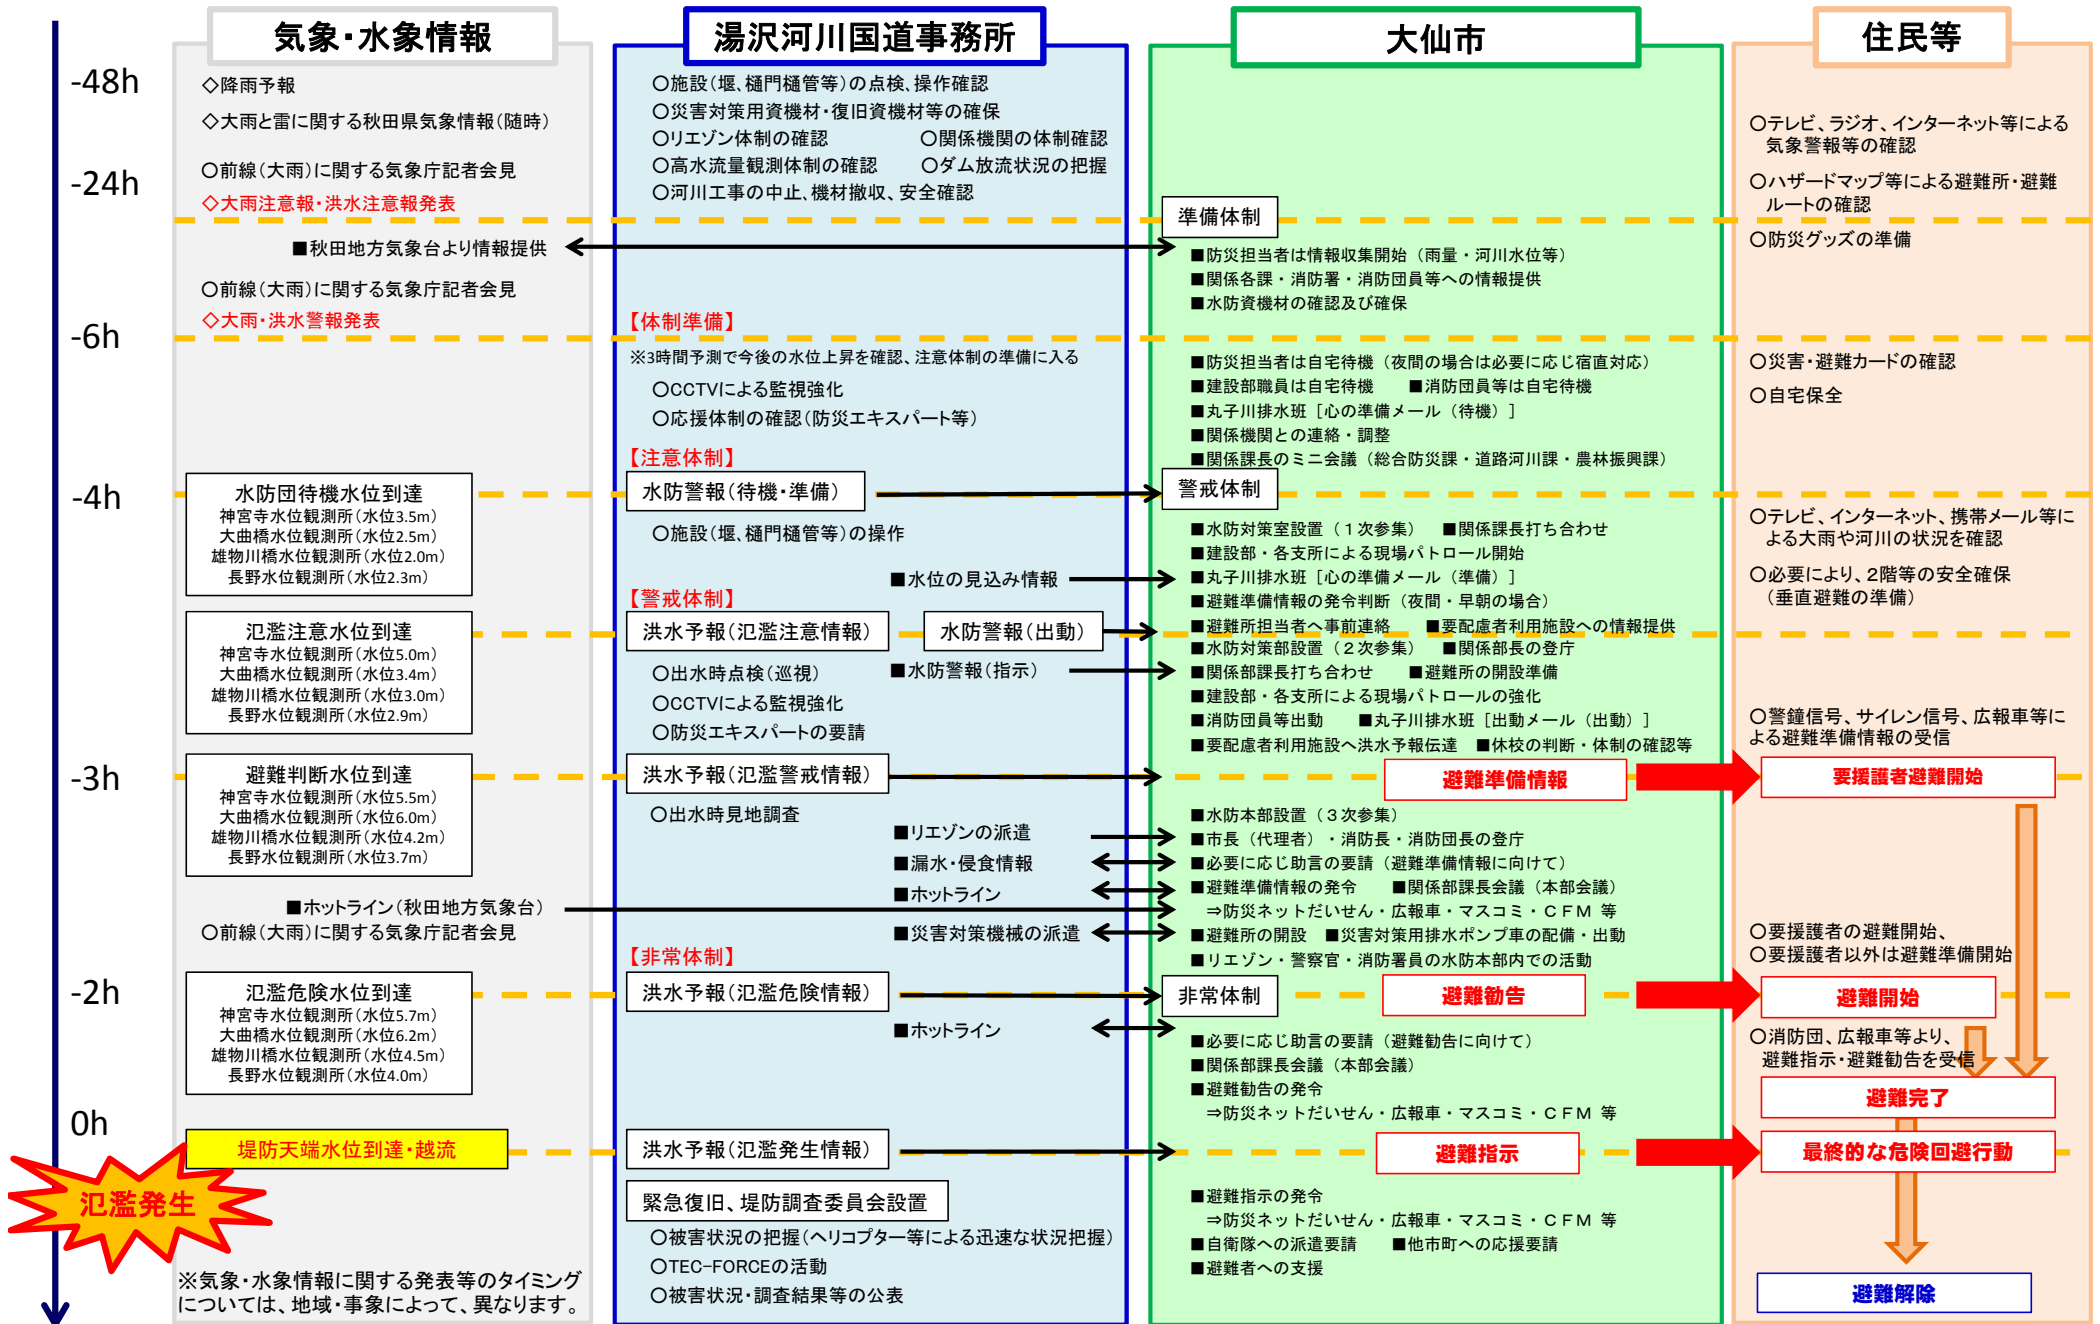 気象・水象情報
湯沢河川国道事務所
大仙市
住民等
-48h
-24h
-6h
-4h
-3h
-2h
0h
氾濫発生
◇降雨予報
◇大雨と雷に関する秋田県気象情報（随時）
○前線（大雨）に関する気象庁記者会見
◇大雨注意報・洪水注意報発表
■秋田地方気象台より情報提供
○前線（大雨）に関する気象庁記者会見
◇大雨・洪水警報発表
水防団待機水位到達
神宮寺水位観測所（水位3.5m）
大曲橋水位観測所（水位2.5m）
雄物川橋水位観測所（水位2.0m）
長野水位観測所（水位2.3m）
氾濫注意水位到達
神宮寺水位観測所（水位5.0m）
大曲橋水位観測所（水位3.4m）
雄物川橋水位観測所（水位3.0m）
長野水位観測所（水位2.9m）
避難判断水位到達
神宮寺水位観測所（水位5.5m）
大曲橋水位観測所（水位6.0m）
雄物川橋水位観測所（水位4.2m）
長野水位観測所（水位3.7m）
■ホットライン（秋田地方気象台）
○前線（大雨）に関する気象庁記者会見
氾濫危険水位到達
神宮寺水位観測所（水位5.7m）
大曲橋水位観測所（水位6.2m）
雄物川橋水位観測所（水位4.5m）
長野水位観測所（水位4.0m）
堤防天端水位到達・越流
※気象・水象情報に関する発表等のタイミング
については、地域・事象によって、異なります。
○施設（堰、樋門樋管等）の点検、操作確認
○災害対策用資機材・復旧資機材等の確保
○リエゾン体制の確認 ○関係機関の体制確認
○高水流量観測体制の確認 ○ダム放流状況の把握
○河川工事の中止、機材撤収、安全確認
【体制準備】
※3時間予測で今後の水位上昇を確認、注意体制の準備に入る
○CCTVによる監視強化
○応援体制の確認（防災エキスパート等）
【注意体制】
水防警報（待機・準備）
○施設（堰、樋門樋管等）の操作
■水位の見込み情報
【警戒体制】
洪水予報（氾濫注意情報） 水防警報（出動）
○出水時点検（巡視） ■水防警報（指示）
○CCTVによる監視強化
○防災エキスパートの要請
洪水予報（氾濫警戒情報）
○出水時見地調査
■リエゾンの派遣
■漏水・侵食情報
■ホットライン
■災害対策機械の派遣
【非常体制】
洪水予報（氾濫危険情報）
■ホットライン
洪水予報（氾濫発生情報）
緊急復旧、堤防調査委員会設置
○被害状況の把握（ヘリコプター等による迅速な状況把握）
○TEC-FORCEの活動
○被害状況・調査結果等の公表
準備体制
■防災担当者は情報収集開始（雨量・河川水位等）
■関係各課・消防署・消防団員等への情報提供
■水防資機材の確認及び確保
■防災担当者は自宅待機（夜間の場合は必要に応じ宿直対応）
■建設部職員は自宅待機 ■消防団員等は自宅待機
■丸子川排水班［心の準備メール（待機）］
■関係機関との連絡・調整
■関係課長のミニ会議（総合防災課・道路河川課・農林振興課）
警戒体制
■水防対策室設置（１次参集） ■関係課長打ち合わせ
■建設部・各支所による現場パトロール開始
■丸子川排水班［心の準備メール（準備）］
■避難準備情報の発令判断（夜間・早朝の場合）
■避難所担当者へ事前連絡 ■要配慮者利用施設への情報提供
■水防対策部設置（２次参集） ■関係部長の登庁
■関係部課長打ち合わせ ■避難所の開設準備
■建設部・各支所による現場パトロールの強化
■消防団員等出動 ■丸子川排水班［出動メール（出動）］
■要配慮者利用施設へ洪水予報伝達 ■休校の判断・体制の確認等
避難準備情報
■水防本部設置（３次参集）
■市長（代理者）・消防長・消防団長の登庁
■必要に応じ助言の要請（避難準備情報に向けて）
■避難準備情報の発令 ■関係部課長会議（本部会議）
⇒防災ネットだいせん・広報車・マスコミ・ＣＦＭ 等
■避難所の開設 ■災害対策用排水ポンプ車の配備・出動
■リエゾン・警察官・消防署員の水防本部内での活動
非常体制
避難勧告
■必要に応じ助言の要請（避難勧告に向けて）
■関係部課長会議（本部会議）
■避難勧告の発令
⇒防災ネットだいせん・広報車・マスコミ・ＣＦＭ 等
避難指示
■避難指示の発令
⇒防災ネットだいせん・広報車・マスコミ・ＣＦＭ 等
■自衛隊への派遣要請 ■他市町への応援要請
■避難者への支援
○テレビ、ラジオ、インターネット等による
気象警報等の確認
○ハザードマップ等による避難所・避難
ルートの確認
○防災グッズの準備
○災害・避難カードの確認
○自宅保全
○テレビ、インターネット、携帯メール等に
よる大雨や河川の状況を確認
○必要により、2階等の安全確保
（垂直避難の準備）
○警鐘信号、サイレン信号、広報車等に
よる避難準備情報の受信
要援護者避難開始
○要援護者の避難開始、
○要援護者以外は避難準備開始
避難開始
○消防団、広報車等より、
避難指示・避難勧告を受信
避難完了
最終的な危険回避行動
避難解除